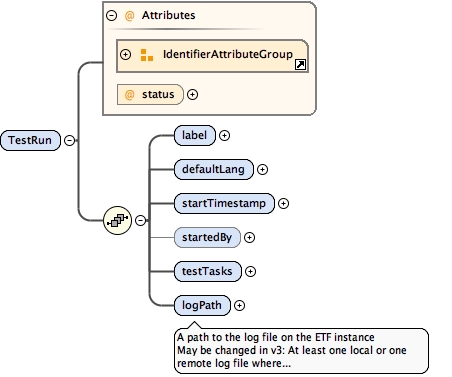 @ Attributes
IdentifierAttributeGroup
@ status
TestRun
label
defaultLang
startTimestamp
startedBy
testTasks
logPath
A path to the log file on the ETF instance
May be changed in v3: At least one local or one
remote log file where...